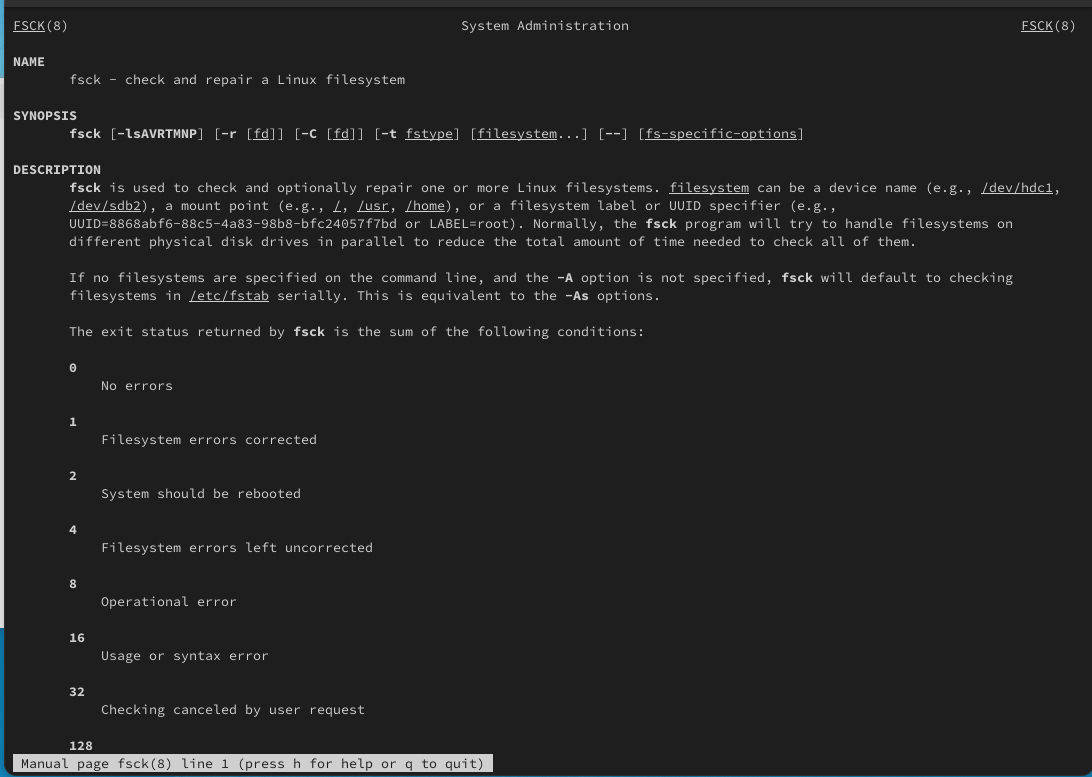 FSCK(8) System Administration FSCK(8)
NAME
fsck - check and repair a Linux filesystem
SYNOPSIS
fsck [-lsAVRTMNP] [-r [fd]] [-C [fd]] [-t fstype] [filesystem...] [--] [fs-specific-options]
DESCRIPTION
fsck is used to check and optionally repair one or more Linux filesystems. filesystem can be a device name (e.g., /dev/hdc1,
/dev/sdb2), a mount point (e.g., /, /usr, /home), or a filesystem label or UUID specifier (e.g.,
UUID=8868abf6-88c5-4a83-98b8-bfc24057f7bd or LABEL=root). Normally, the fsck program will try to handle filesystems on
different physical disk drives in parallel to reduce the total amount of time needed to check all of them.
If no filesystems are specified on the command line, and the -A option is not specified, fsck will default to checking
filesystems in /etc/fstab serially. This is equivalent to the -As options.
The exit status returned by fsck is the sum of the following conditions:
0
No errors
1
Filesystem errors corrected
2
System should be rebooted
4
Filesystem errors left uncorrected
8
Operational error
16
Usage or syntax error
32
Checking canceled by user request
128
Manual page fsck(8) line 1 (press h for help or q to quit)